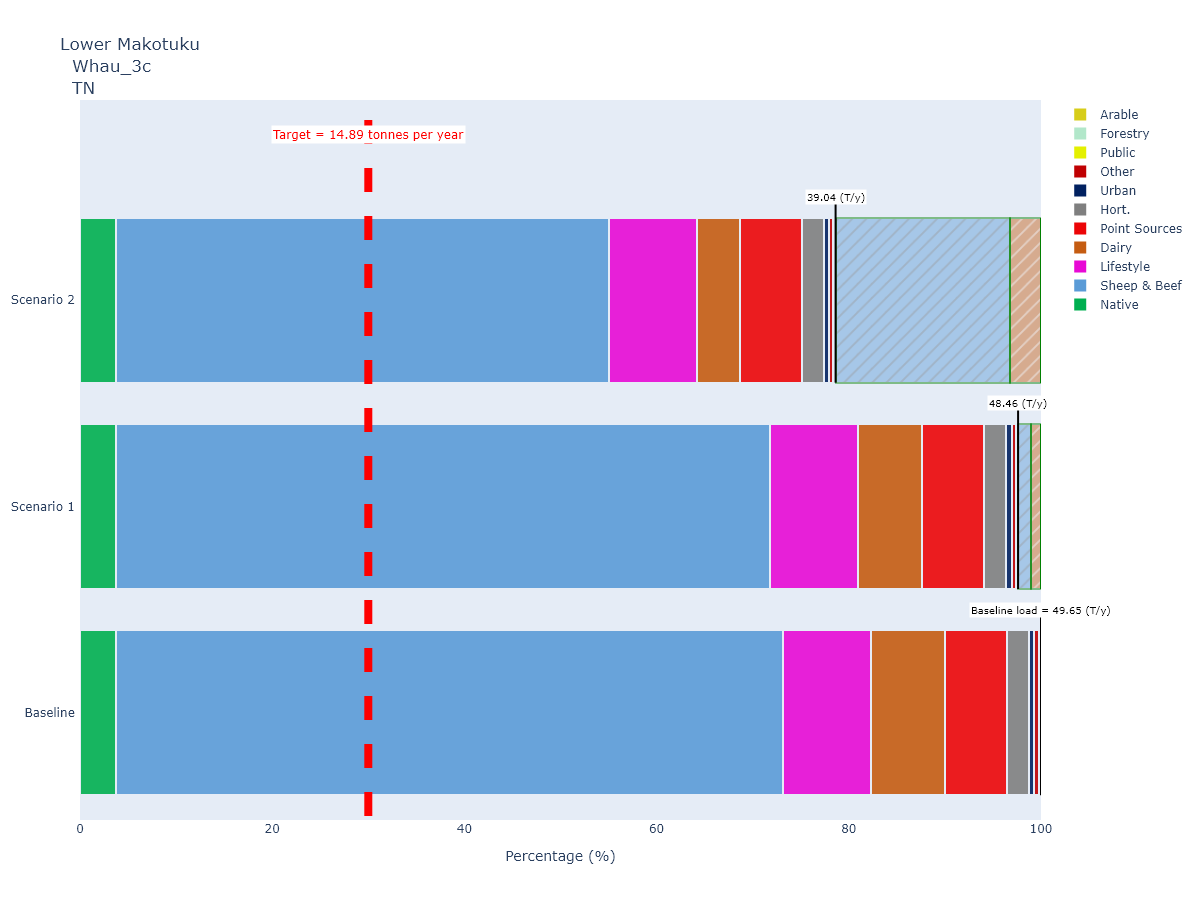 Lower Makotuku
Whau_3c
TN
Target = 14.89 tonnes per year
Arable
Forestry
Public
Other
Urban
Hort.
Point Sources
Dairy
Lifestyle
Sheep & Beef
Native
39.04 (T/y)
Scenario 2
48.46 (T/y)
Scenario 1
Baseline load = 49.65 (T/y)
Baseline
0 20 40 60 80 100
Percentage (%)